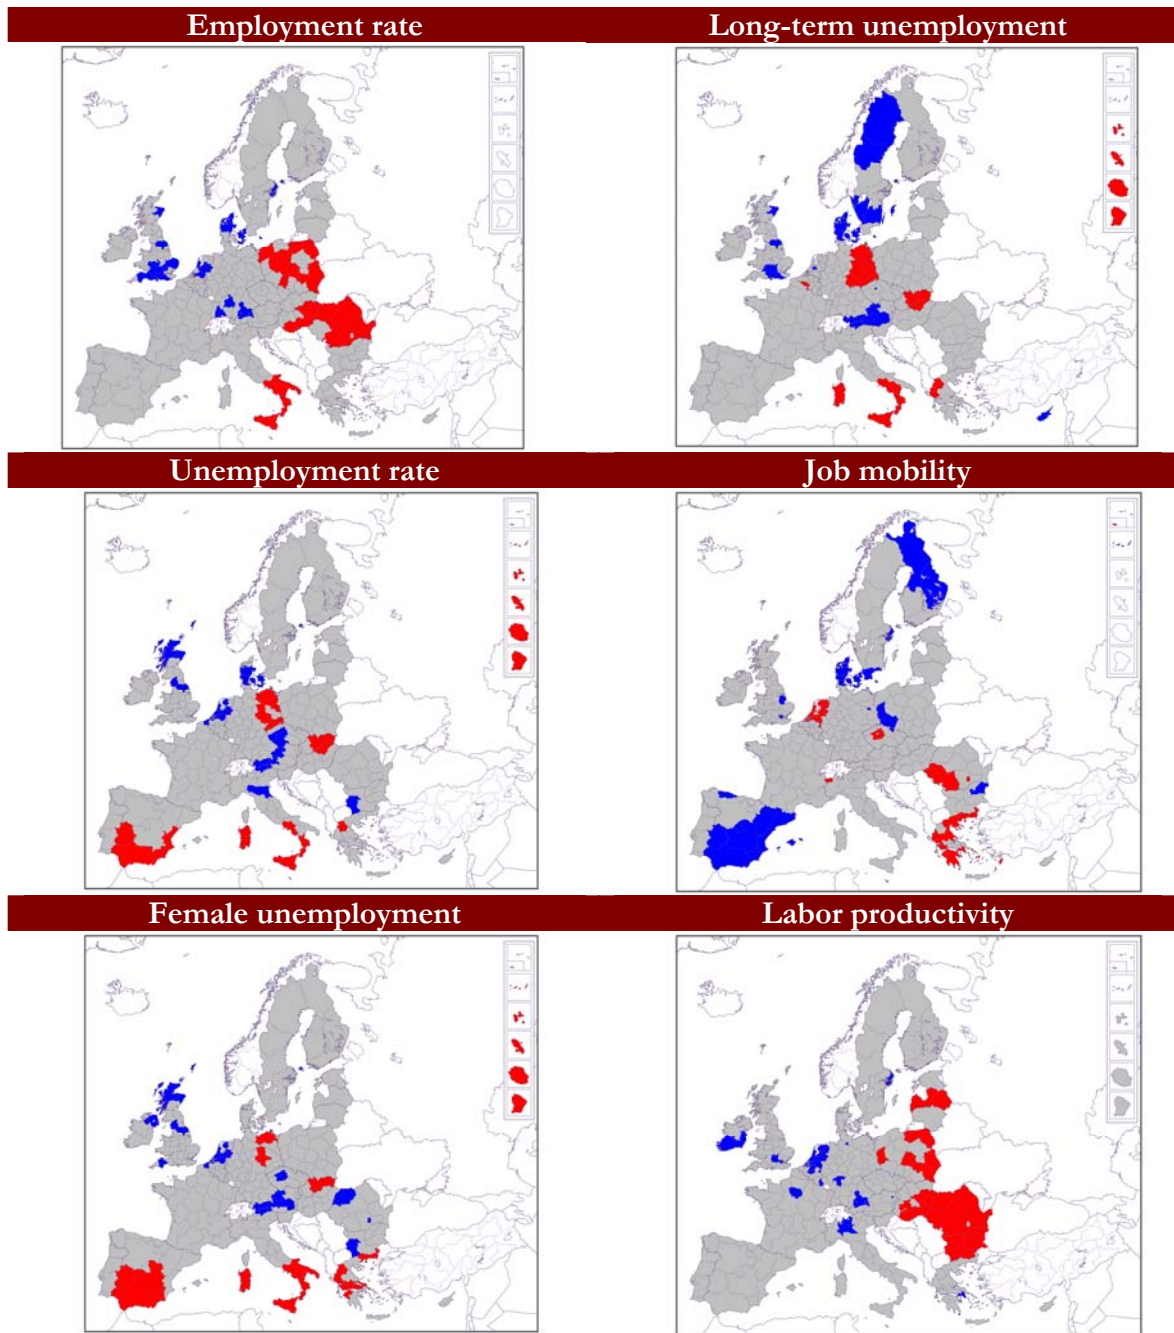 Employment rate
Long-term unemployment
Unemployment rate
Job mobility
Female unemployment
Labor productivity